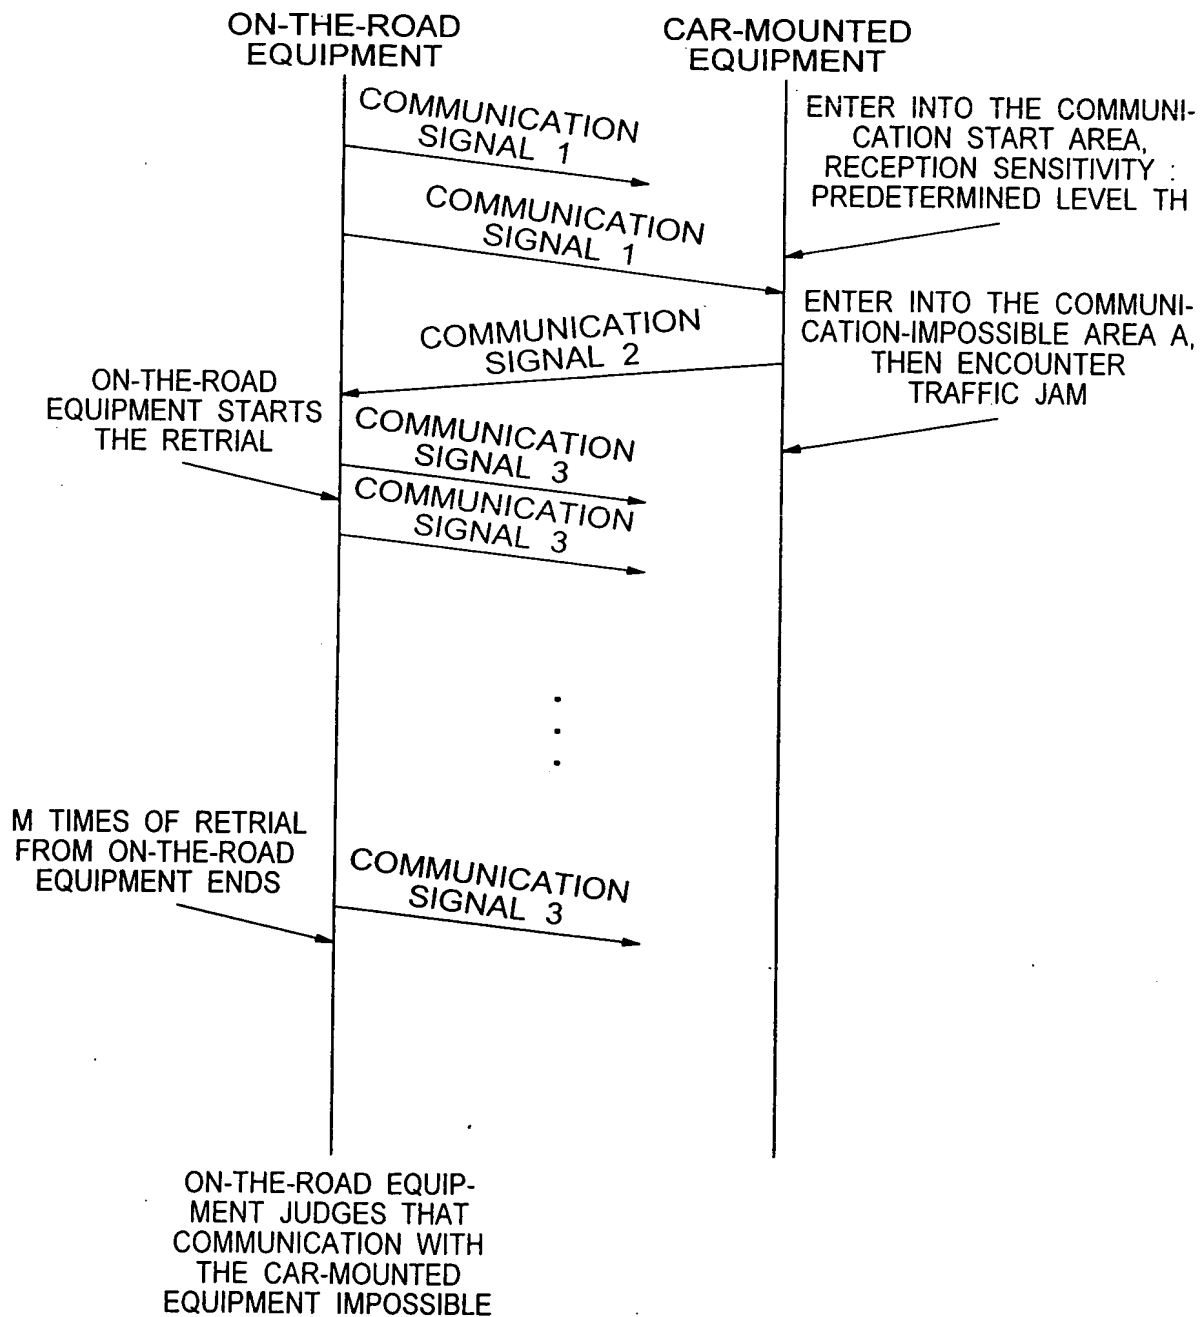 ON-THE-ROAD
EQUIPMENT
CAR-MOUNTED
EQUIPMENT
COMMUNICATION
SIGNAL 1
ENTER INTO THE COMMUNI-
CATION START AREA,
RECEPTION SENSITIVITY :
PREDETERMINED LEVEL TH
COMMUNICATION
SIGNAL 1
ENTER INTO THE COMMUNI-
CATION-IMPOSSIBLE AREA A,
THEN ENCOUNTER
TRAFFIC JAM
COMMUNICATION
SIGNAL 2
ON-THE-ROAD
EQUIPMENT STARTS
THE RETRIAL
COMMUNICATION
SIGNAL 3
COMMUNICATION
SIGNAL 3
M TIMES OF RETRIAL
FROM ON-THE-ROAD
EQUIPMENT ENDS
COMMUNICATION
SIGNAL 3
ON-THE-ROAD EQUIP-
MENT JUDGES THAT
COMMUNICATION WITH
THE CAR-MOUNTED
EQUIPMENT IMPOSSIBLE